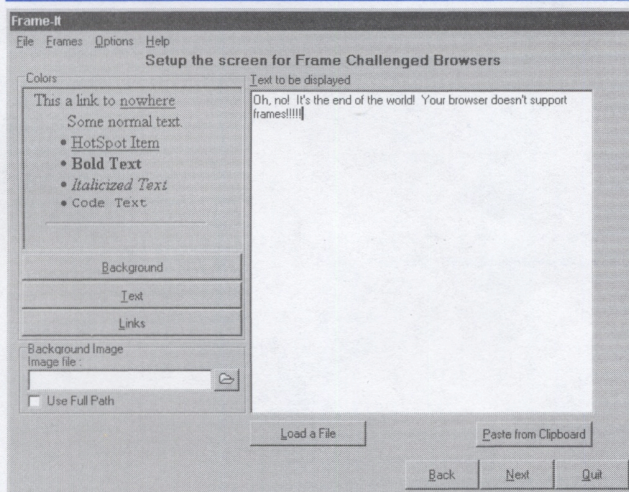 Frame-It
File Frames Options Help
Setup the screen for Frame Challenged Browsers
Colors
This a link to nowhere
Some normal text.
• HotSpot Item
• Bold Text
• Italicized Text
• Code Text
Background
Text
Links
Background Image
Image file :
Use Full Path
Text to be displayed
Oh, no! It's the end of the world! Your browser doesn't support
frames!!!!!
Load a File
Paste from Clipboard
Back
Next
Quit